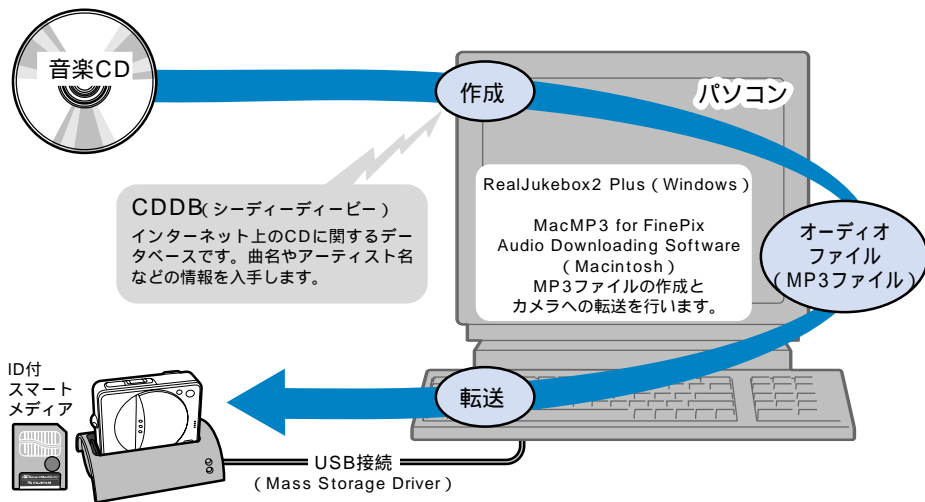 音楽CD
作成
パソコン
CDDB（シーディーディービー）
インターネット上のCDに関するデー
タベースです。曲名やアーティスト名
などの情報を入手します。
RealJukebox2 Plus（Windows）
MacMP3 for FinePix
Audio Downloading Software
（Macintosh）
MP3ファイルの作成と
カメラへの転送を行います。
オーディオ
ファイル
（MP3ファイル）
ID付
スマート
メディア
転送
USB接続
（Mass Storage Driver）